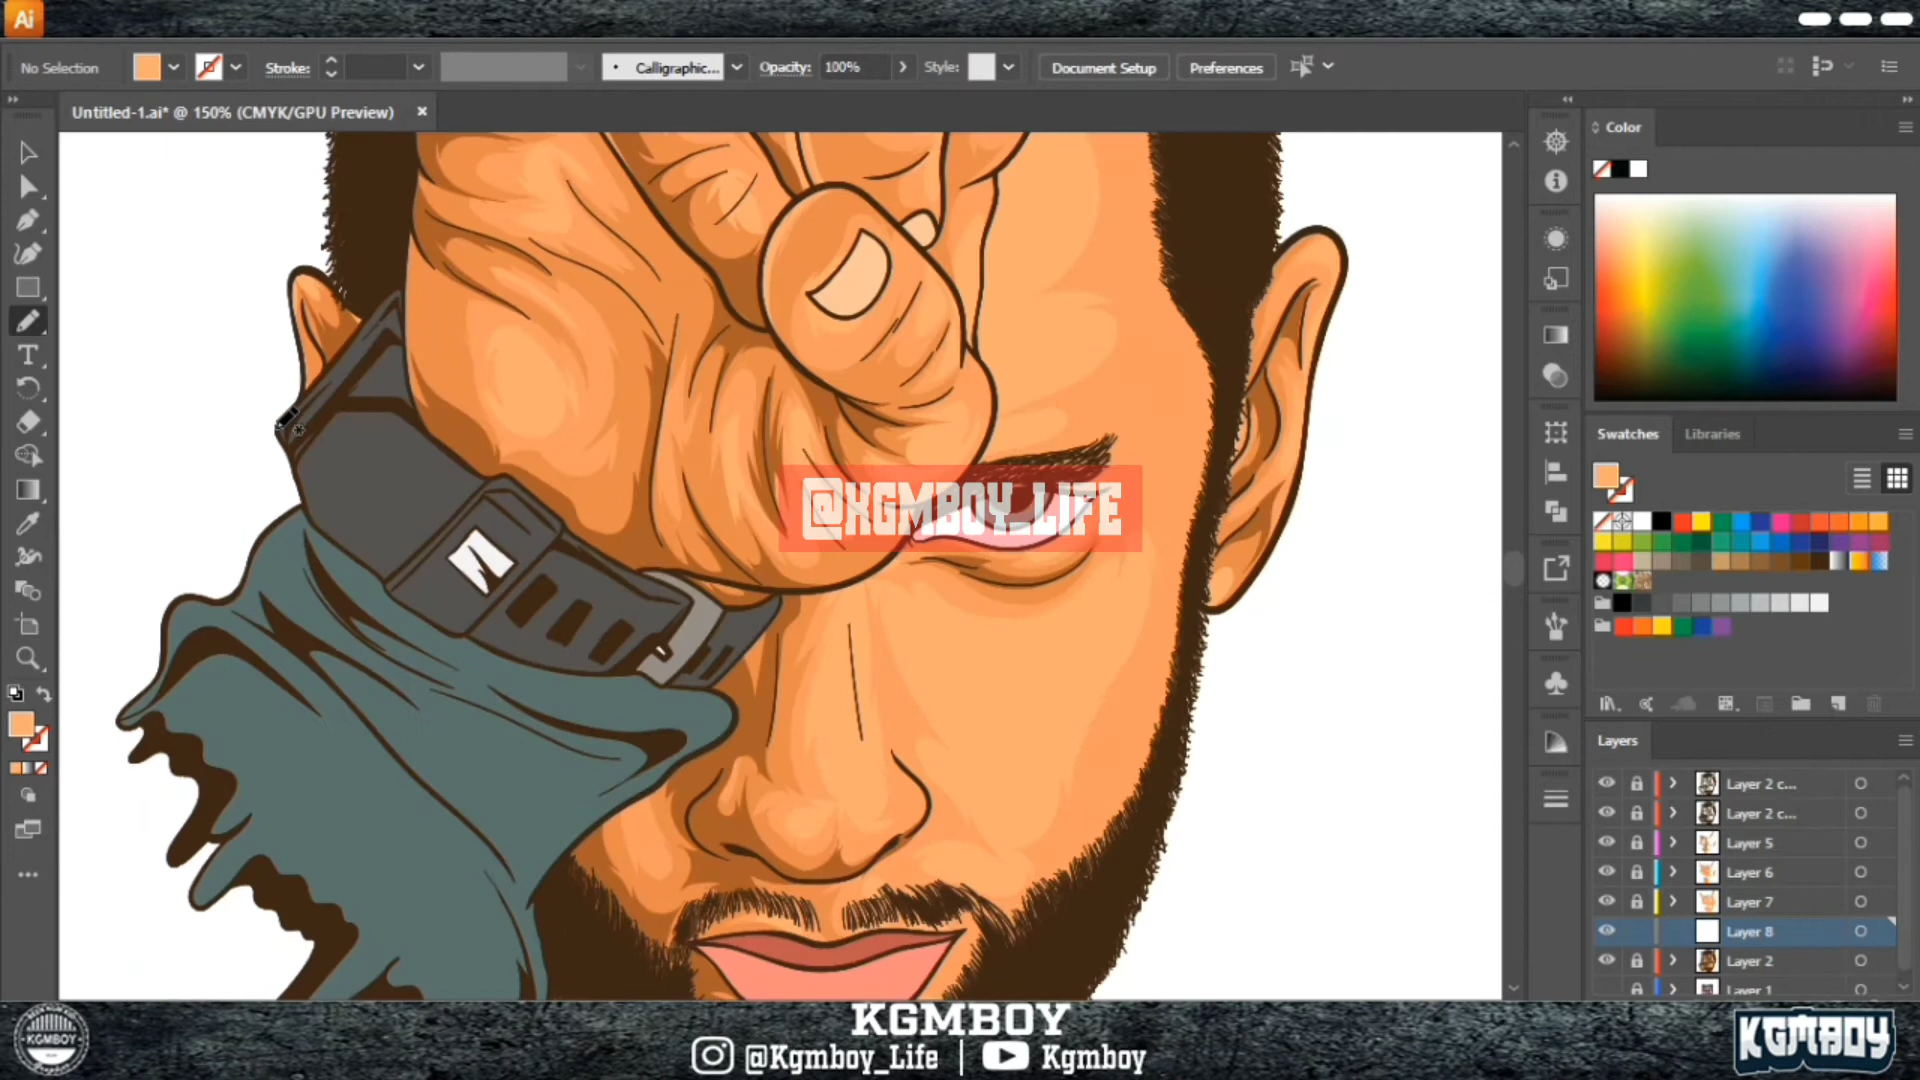 Ai
No Selection
Stroke:
Calligraphic...
Opacity:
100%
Style:
Document Setup
Preferences
Untitled-1.ai* @ 150% (CMYK/GPU Preview)
Color
@KGMBOY_LIFE
Swatches
Libraries
Layers
Layer 2 c...
Layer 2 c...
Layer 5
Layer 6
Layer 7
Layer 8
Layer 2
Layer 1
KGMBOY
KGMBOY
@Kgmboy_Life | Kgmboy
KGMBOY